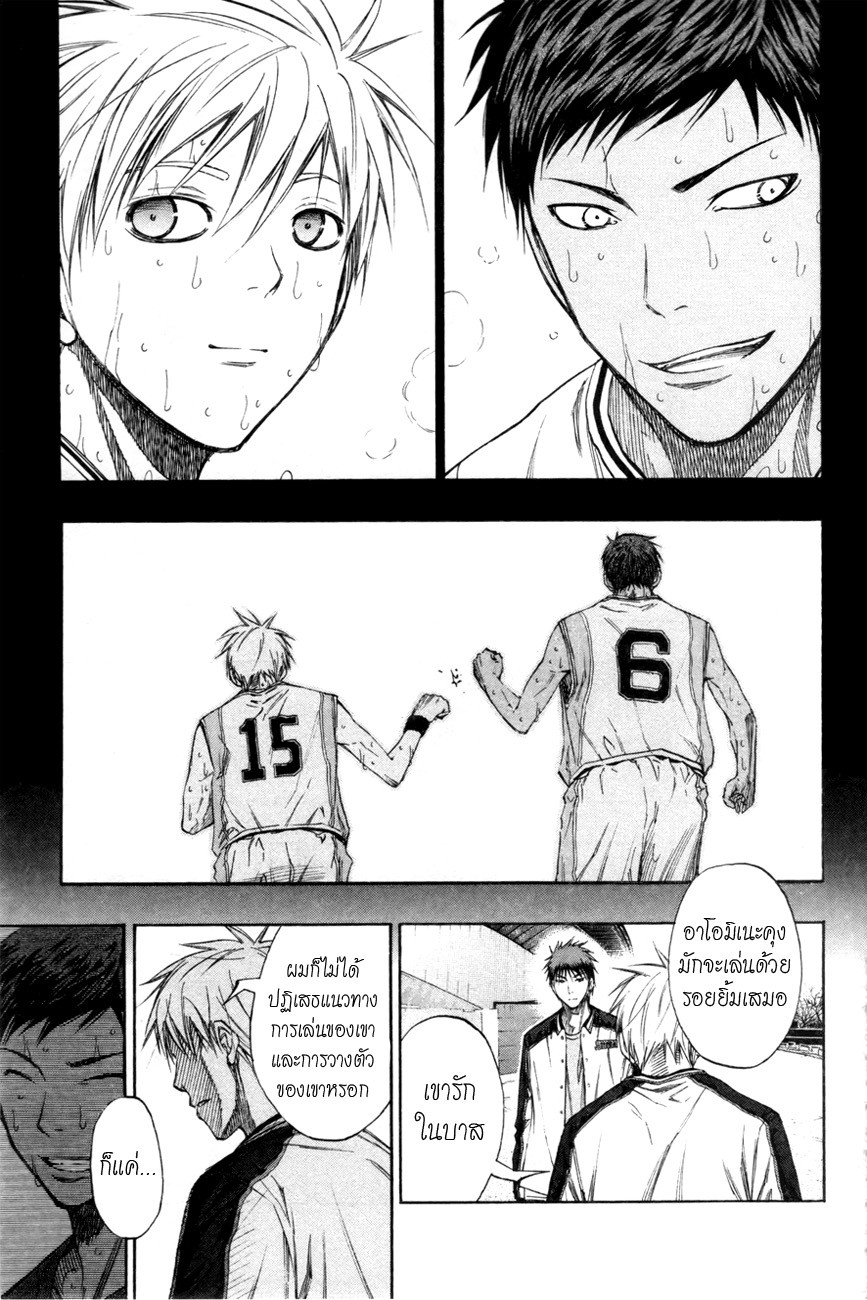 15
6
อาโอมิเนะคุง
มักจะเล่นด้วย
รอยยิ้มเสมอ
เขารัก
ในบาส
ผมก็ไม่ได้
ปฏิเสธแนวทาง
การเล่นของเขา
และการวางตัว
ของเขาหรอก
ก็แค่...